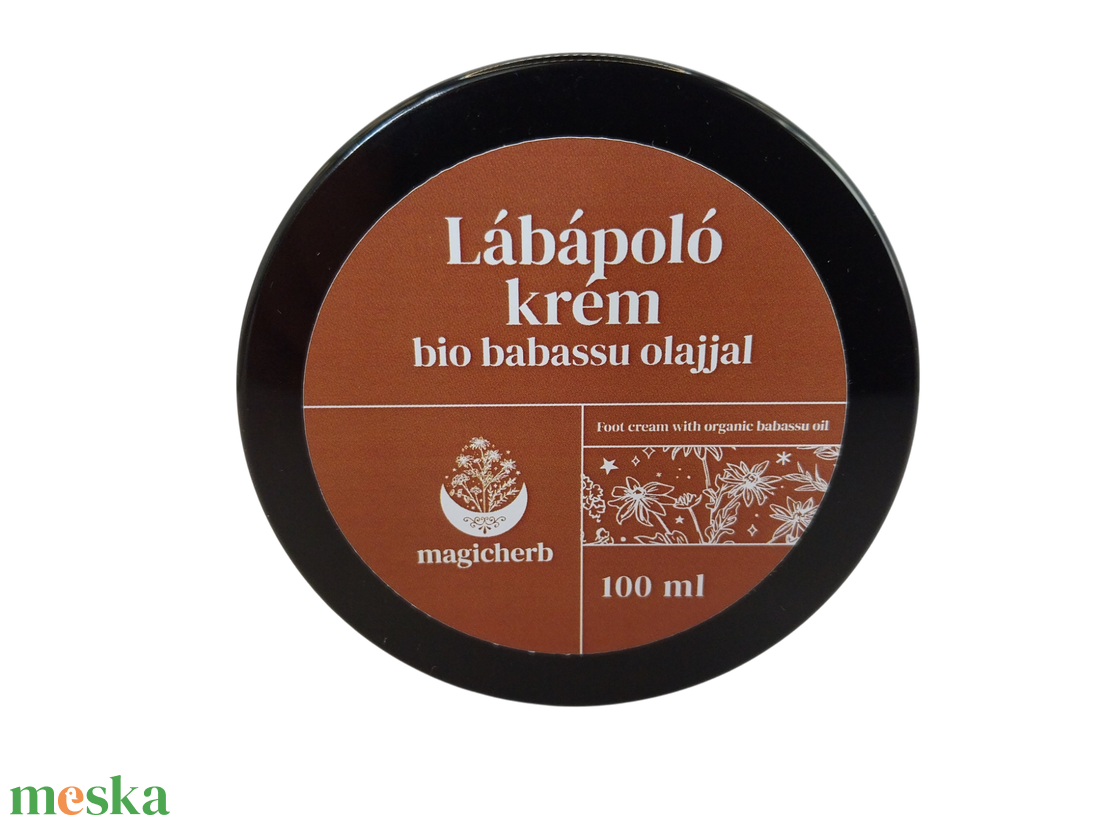 Lábápoló
krém
bio babassu olajjal
Foot cream with organic babassu oil
magicherb
100 ml
meska